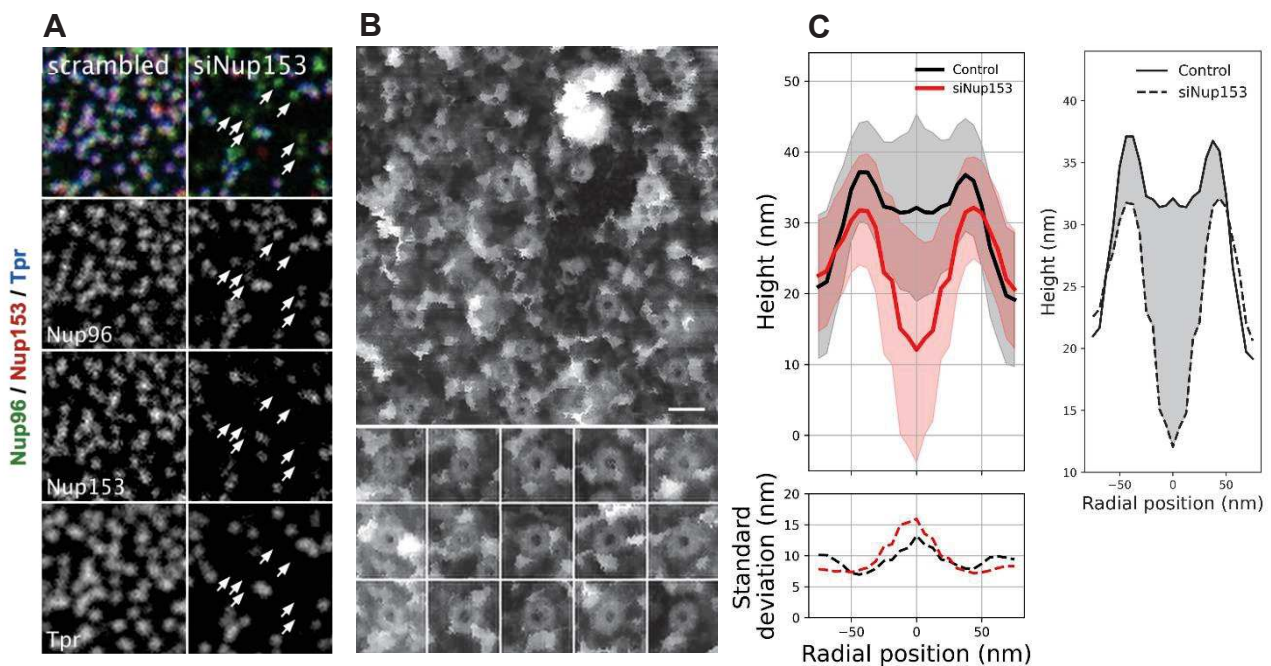 A
B
C
scrambled
siNup153
Nup96 / Nup153 / Tpr
Nup96
Nup153
Tpr
Control
siNup153
Height (nm)
50
40
30
20
10
0
Standard
deviation (nm)
20
15
10
5
0
−50
0
50
Radial position (nm)
Control
siNup153
Height (nm)
40
35
30
25
20
15
10
−50
0
50
Radial position (nm)